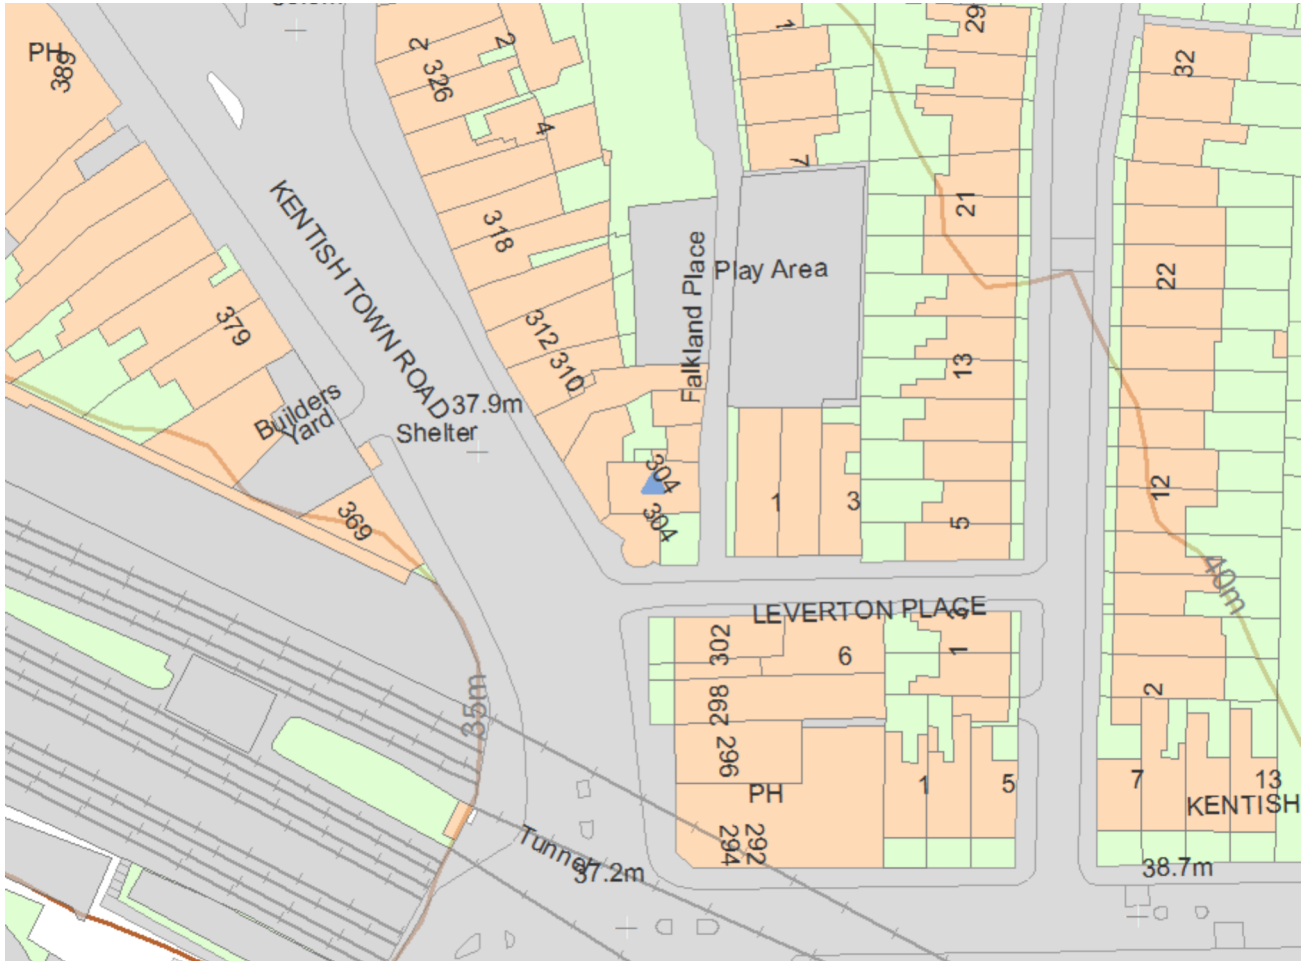 PH
389
2
2
326
4
1
7
29
32
KENTISH TOWN ROAD
318
21
Falkland Place
Play Area
22
379
312
310
13
Builders
Yard
37.9m
Shelter
304
304
369
1
3
5
12
40m
LEVERTON PLACE
302
6
1
298
2
35m
296
PH
1
5
7
13
KENTISH
294
292
Tunnel
37.2m
38.7m